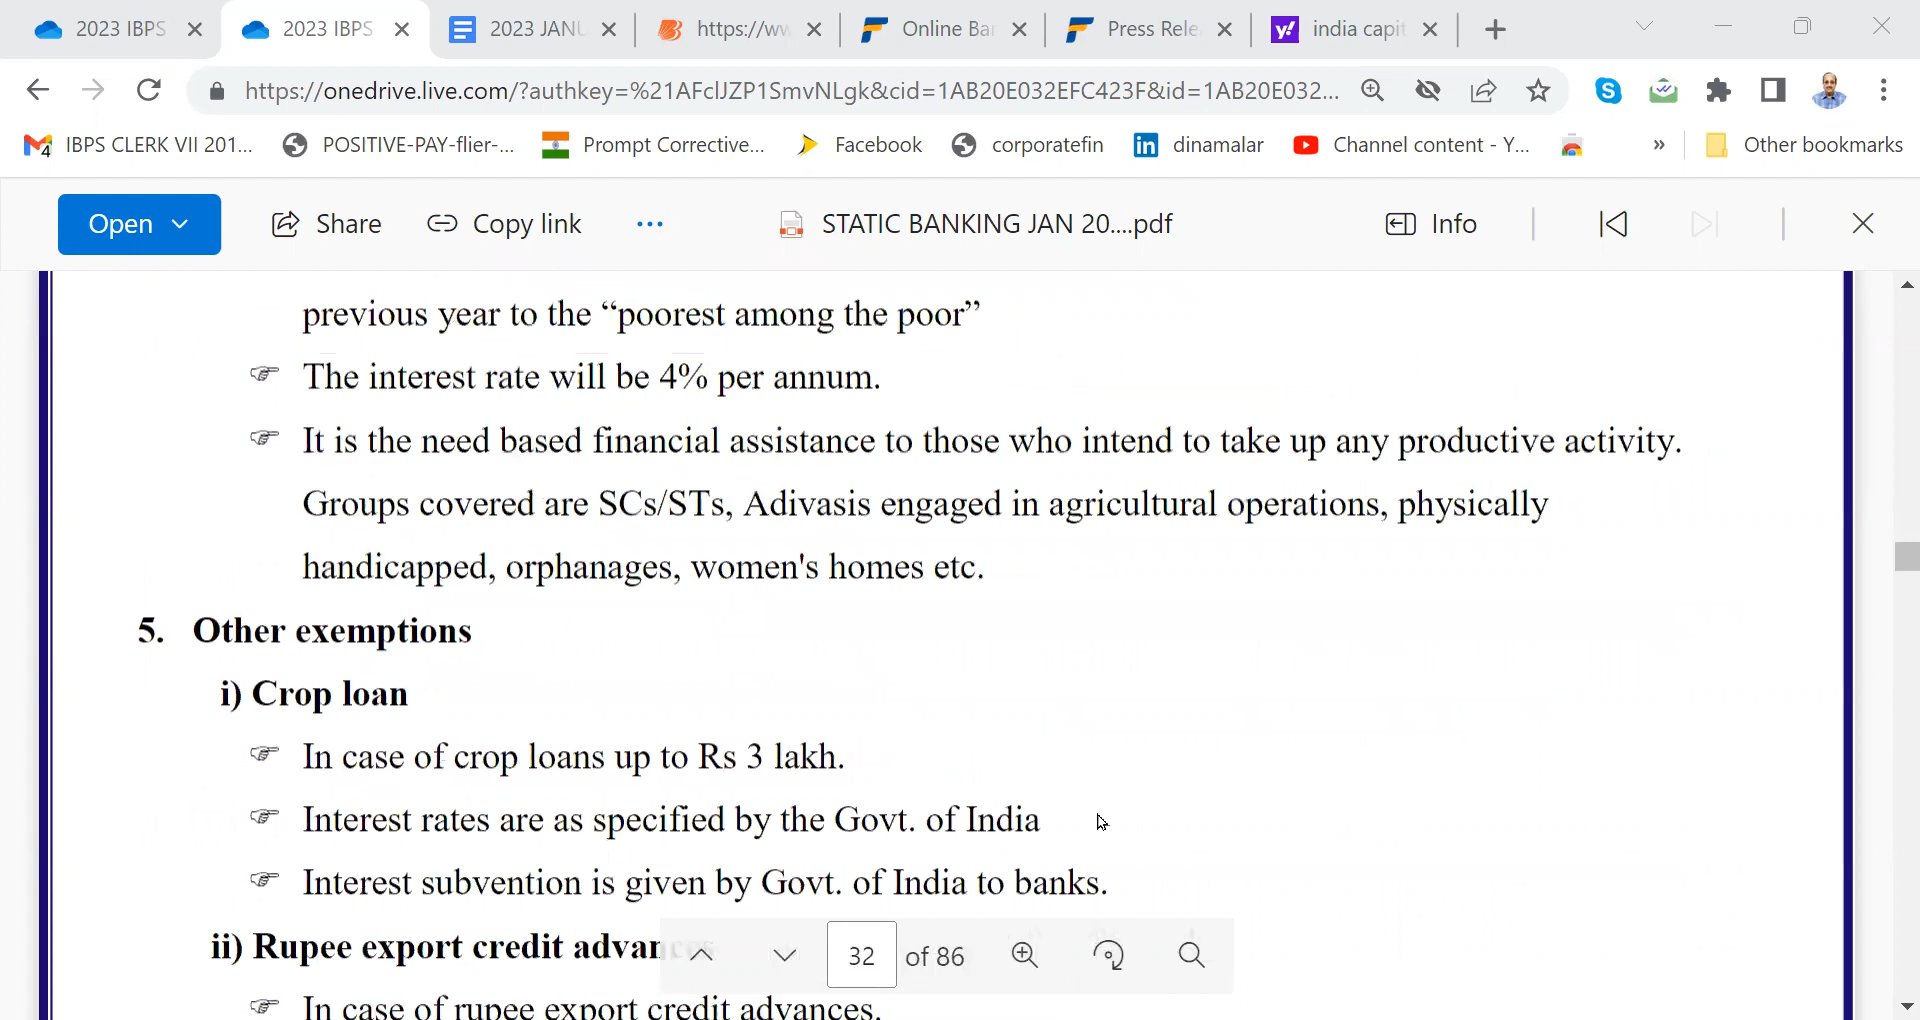 2023 IBPS
2023 IBPS
2023 JANU
https://ww
Online Ban
Press Rele
india capit
https://onedrive.live.com/?authkey=%21AFclJZP1SmvNLgk&cid=1AB20E032EFC423F&id=1AB20E032...
IBPS CLERK VII 201...
POSITIVE-PAY-flier-...
Prompt Corrective...
Facebook
corporatefin
dinamalar
Channel content - Y...
»
Other bookmarks
Open
Share
Copy link
...
STATIC BANKING JAN 20....pdf
Info
previous year to the “poorest among the poor”
The interest rate will be 4% per annum.
It is the need based financial assistance to those who intend to take up any productive activity.
Groups covered are SCs/STs, Adivasis engaged in agricultural operations, physically
handicapped, orphanages, women's homes etc.
5. Other exemptions
i) Crop loan
In case of crop loans up to Rs 3 lakh.
Interest rates are as specified by the Govt. of India
Interest subvention is given by Govt. of India to banks.
ii) Rupee export credit advances
32 of 86
In case of rupee export credit advances.